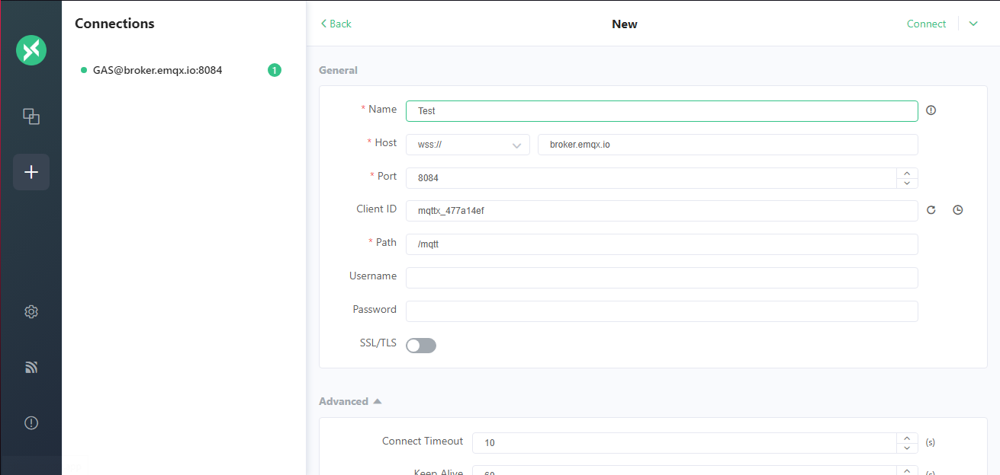 Connections
GAS@broker.emqx.io:8084
1
Back
New
Connect
General
* Name
Test
* Host
wss://
broker.emqx.io
* Port
8084
Client ID
mqttx_477a14ef
* Path
/mqtt
Username
Password
SSL/TLS
Advanced
Connect Timeout
10
(s)
Keep Alive
60
(s)